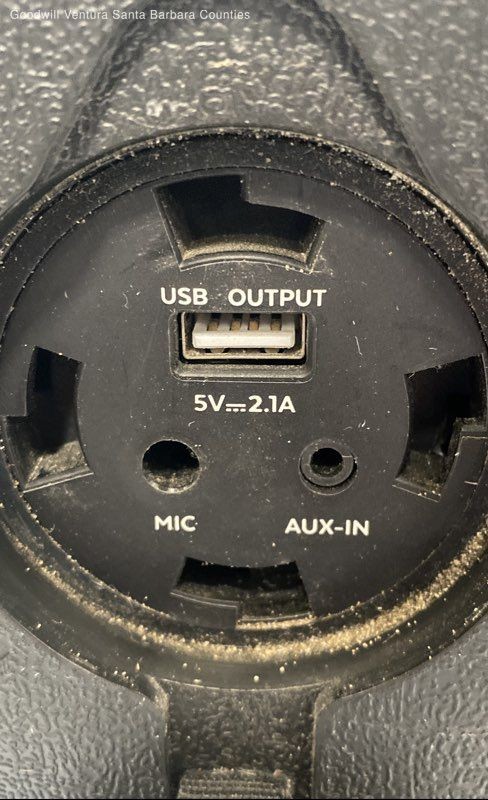 Goodwill Ventura Santa Barbara Counties
USB OUTPUT
5V⎓2.1A
MIC
AUX-IN